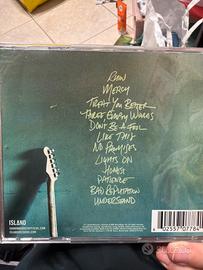 RUIN
MERCY
TREAT YOU BETTER
THREE EMPTY WORDS
DON'T BE A FOOL
LIKE THIS
NO PROMISES
LIGHTS ON
HONEST
PATIENCE
BAD REPUTATION
UNDERSTAND
ISLAND